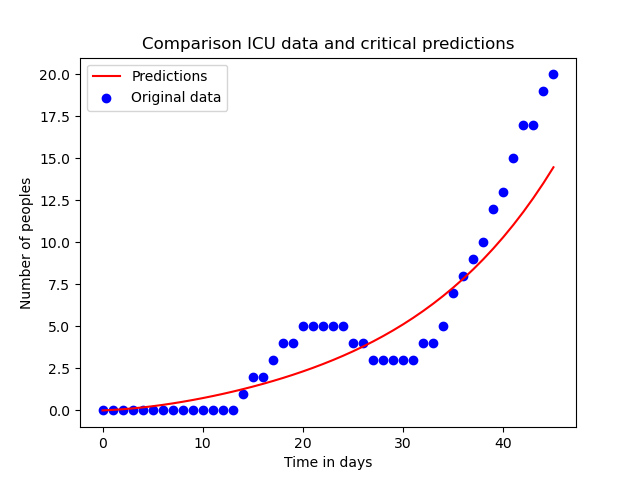 Comparison ICU data and critical predictions
Predictions
Original data
20.0
17.5
15.0
12.5
10.0
7.5
5.0
2.5
0.0
Number of peoples
0 10 20 30 40
Time in days